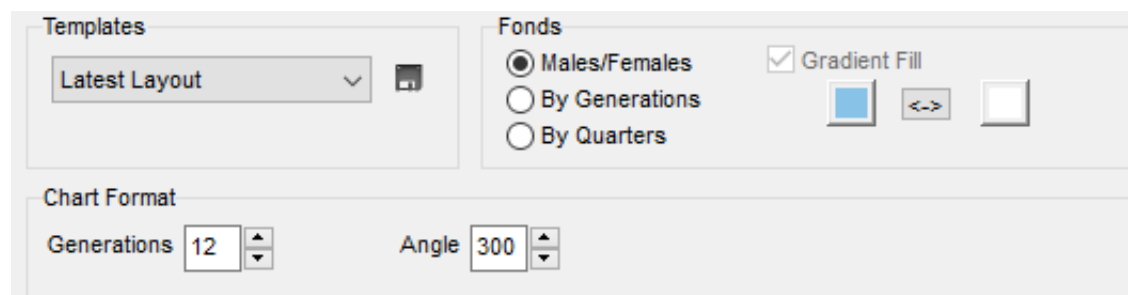 Templates
Latest Layout
Fonds
Males/Females
By Generations
By Quarters
Gradient Fill
<->
Chart Format
Generations 12
Angle 300